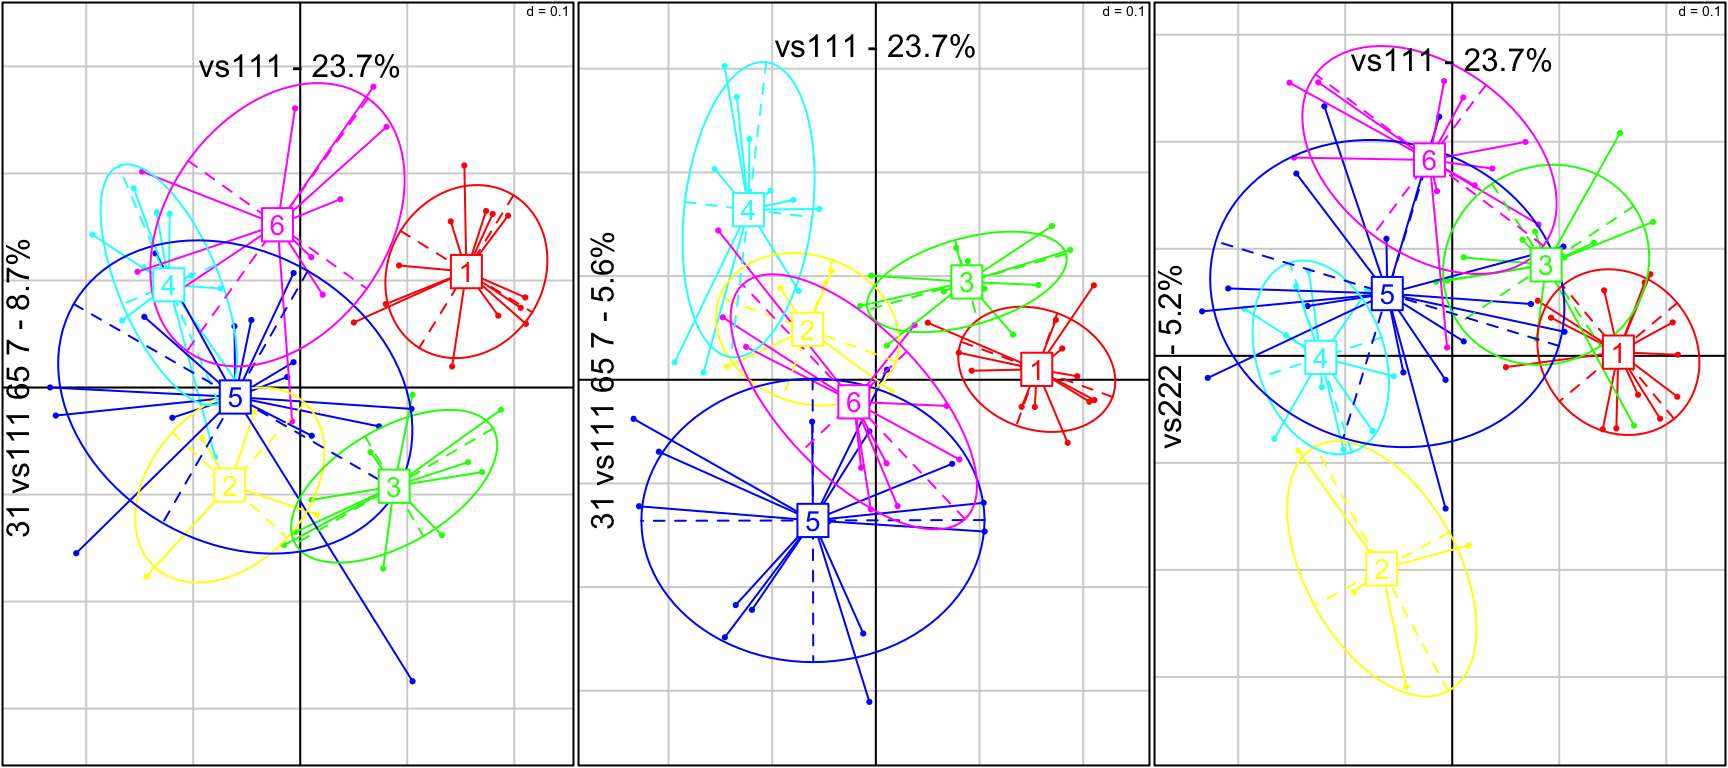 d = 0.1
vs111 - 23.7%
31 vs111 65 7 - 8.7%
6
1
4
5
2
3
d = 0.1
vs111 - 23.7%
31 vs111 65 7 - 5.6%
4
3
2
1
6
5
d = 0.1
vs111 - 23.7%
vs222 - 5.2%
6
3
5
1
4
2